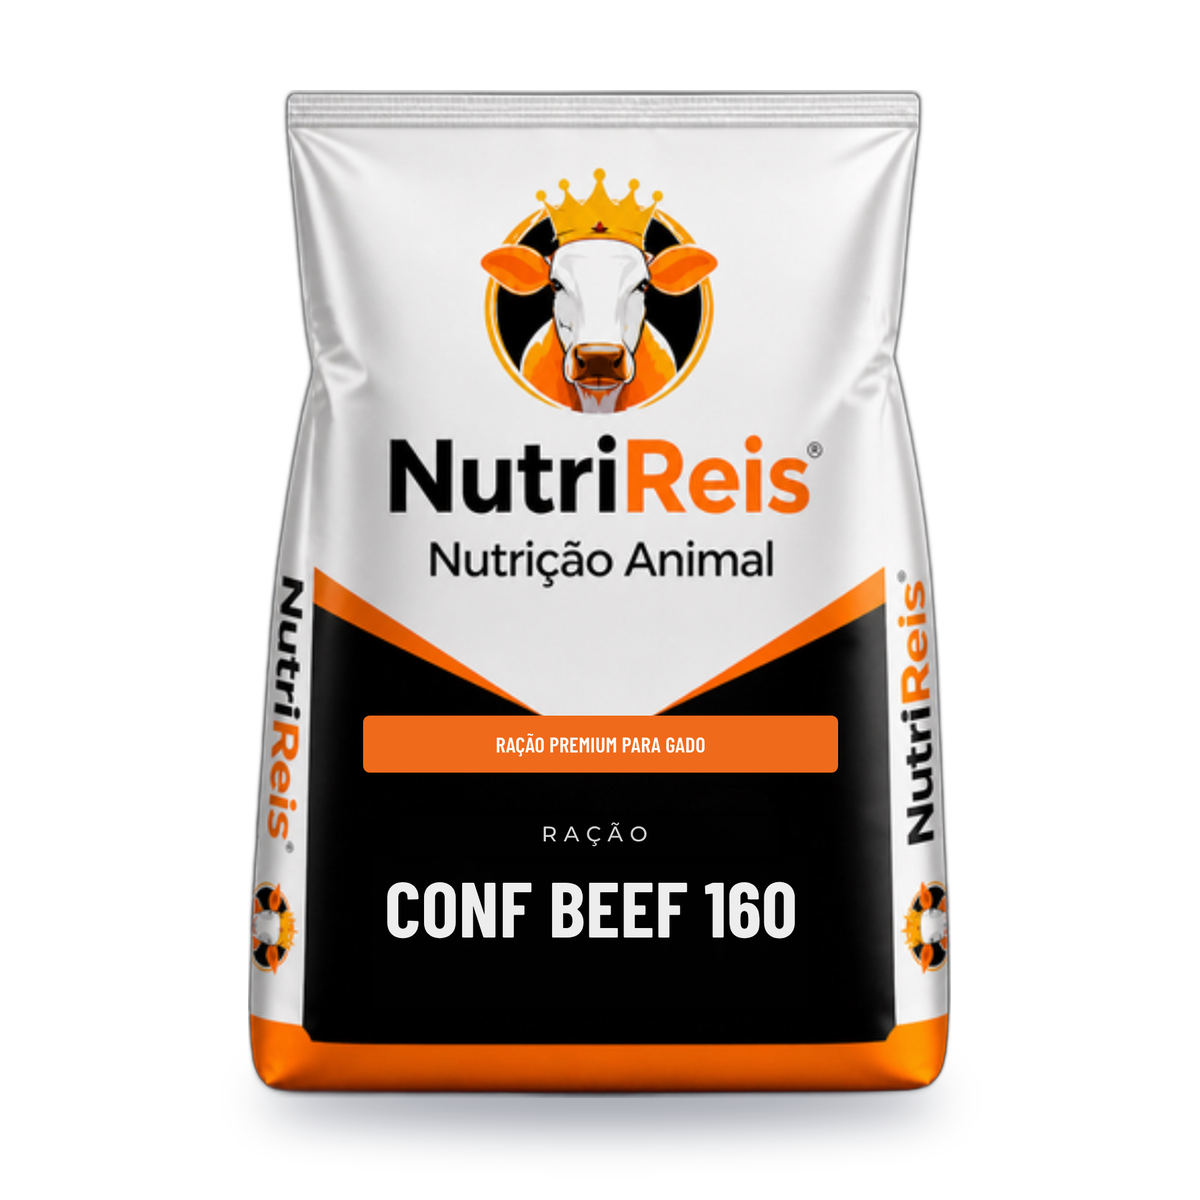 NutriReis®
Nutrição Animal
NutriReis®
NutriReis®
RAÇÃO PREMIUM PARA GADO
RAÇÃO
CONF BEEF 160